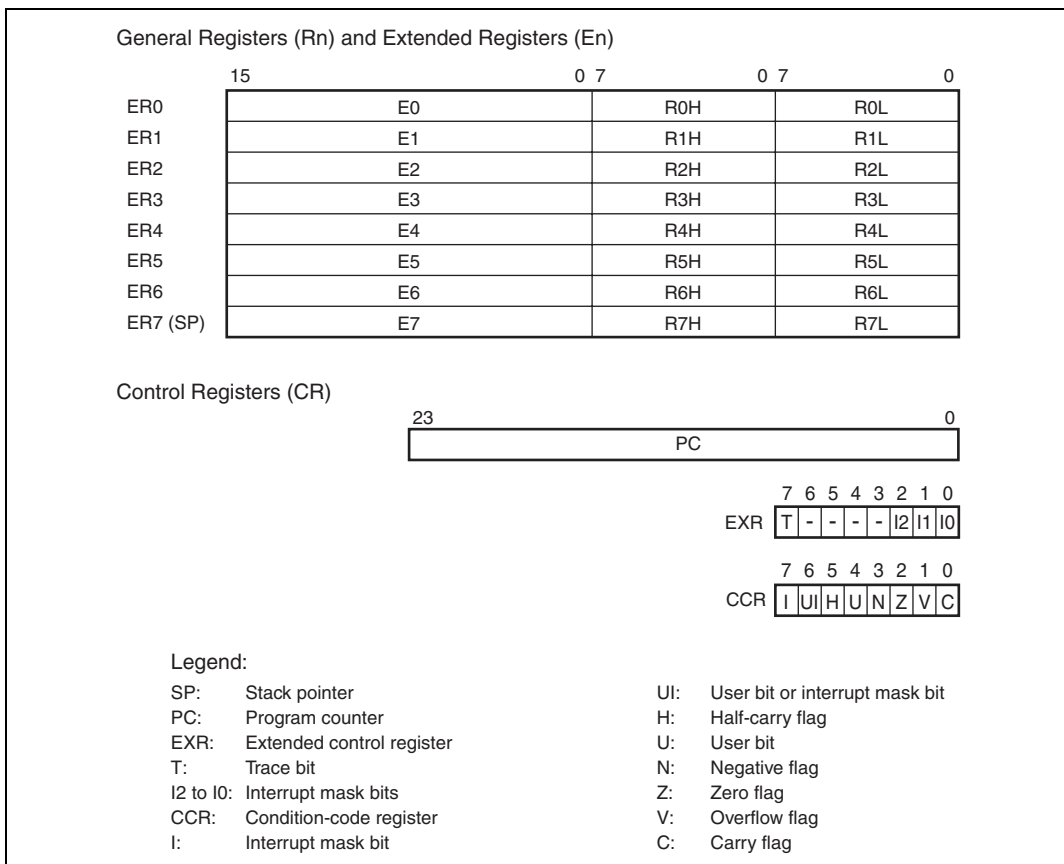 General Registers (Rn) and Extended Registers (En)
15 0 7 0 7 0
ER0 E0 R0H R0L
ER1 E1 R1H R1L
ER2 E2 R2H R2L
ER3 E3 R3H R3L
ER4 E4 R4H R4L
ER5 E5 R5H R5L
ER6 E6 R6H R6L
ER7 (SP) E7 R7H R7L
Control Registers (CR)
23 0
PC
7 6 5 4 3 2 1 0
EXR T - - - - I2 I1 I0
7 6 5 4 3 2 1 0
CCR I UI H U N Z V C
Legend:
SP: Stack pointer
PC: Program counter
EXR: Extended control register
T: Trace bit
I2 to I0: Interrupt mask bits
CCR: Condition-code register
I: Interrupt mask bit
UI: User bit or interrupt mask bit
H: Half-carry flag
U: User bit
N: Negative flag
Z: Zero flag
V: Overflow flag
C: Carry flag